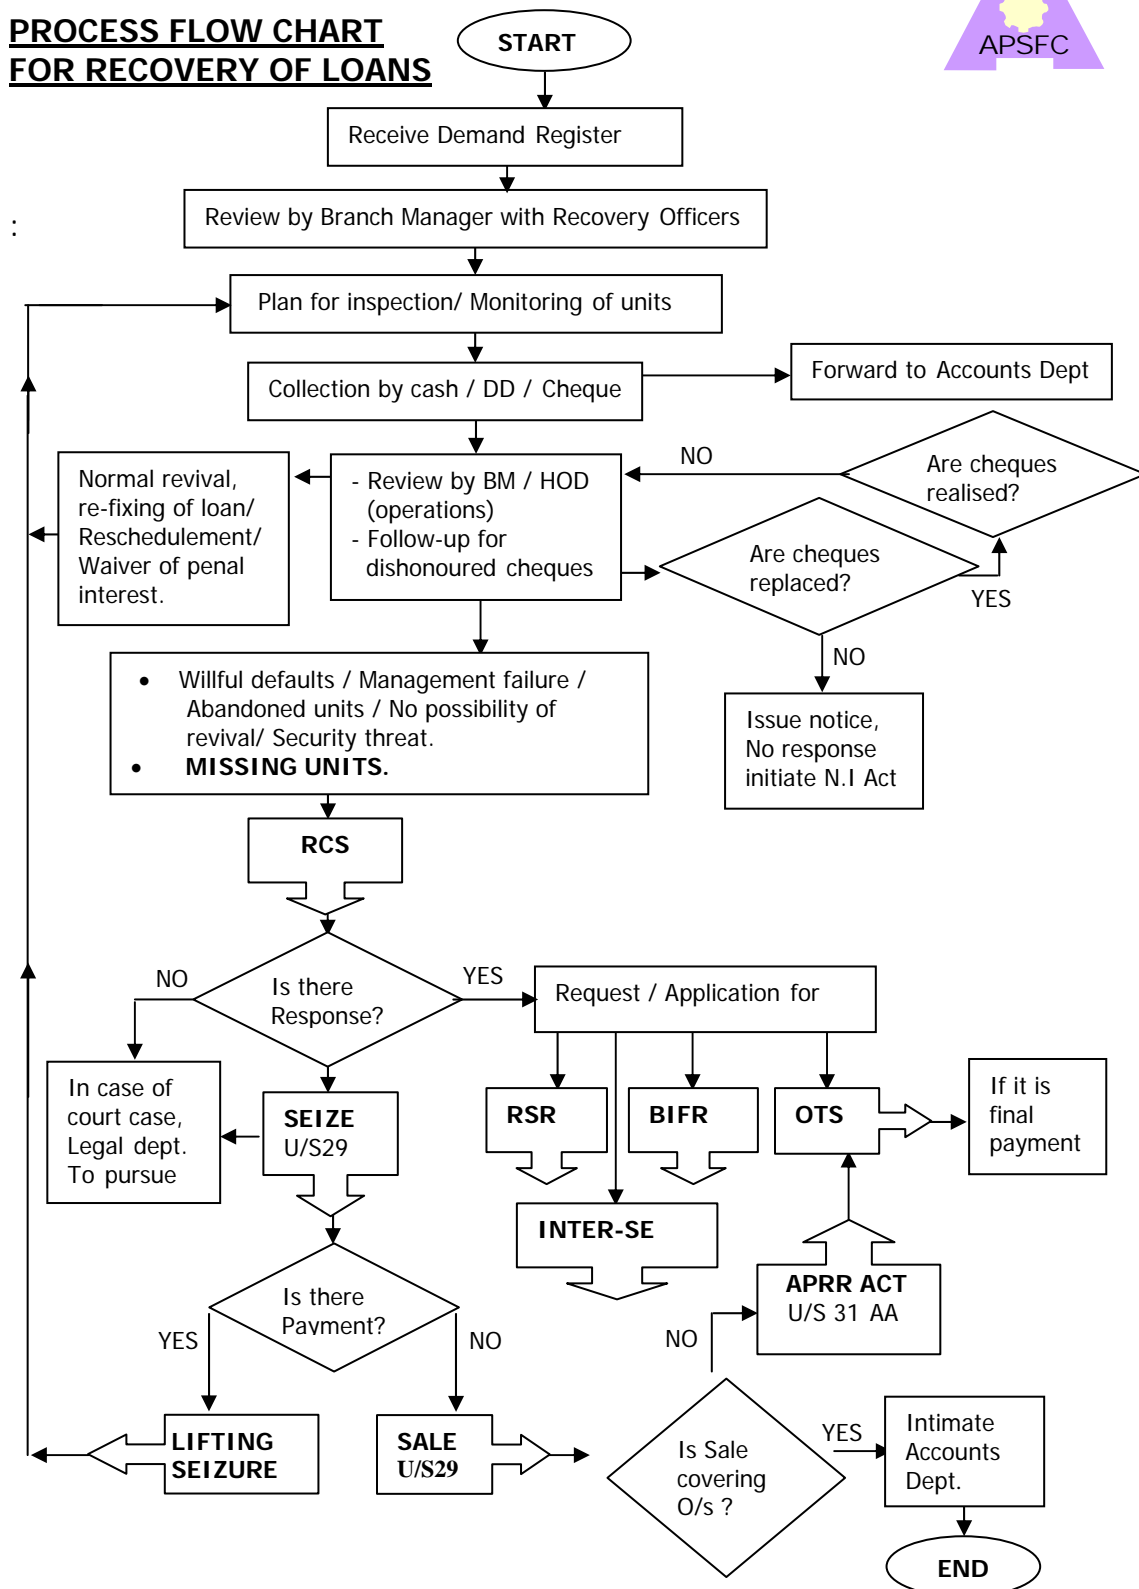 PROCESS FLOW CHART
FOR RECOVERY OF LOANS
START
APSFC
Receive Demand Register
:
Review by Branch Manager with Recovery Officers
Plan for inspection/ Monitoring of units
Collection by cash / DD / Cheque
Forward to Accounts Dept
Normal revival,
re-fixing of loan/
Reschedulement/
Waiver of penal
interest.
- Review by BM / HOD
(operations)
- Follow-up for
dishonoured cheques
NO
Are cheques
realised?
Are cheques
replaced?
YES
NO
Issue notice,
No response
initiate N.I Act
• Willful defaults / Management failure /
Abandoned units / No possibility of
revival/ Security threat.
• MISSING UNITS.
RCS
NO
Is there
Response?
YES
Request / Application for
In case of
court case,
Legal dept.
To pursue
SEIZE
U/S29
RSR
BIFR
OTS
If it is
final
payment
INTER-SE
APRR ACT
U/S 31 AA
Is there
Payment?
YES
NO
NO
LIFTING
SEIZURE
SALE
U/S29
Is Sale
covering
O/s ?
YES
Intimate
Accounts
Dept.
END